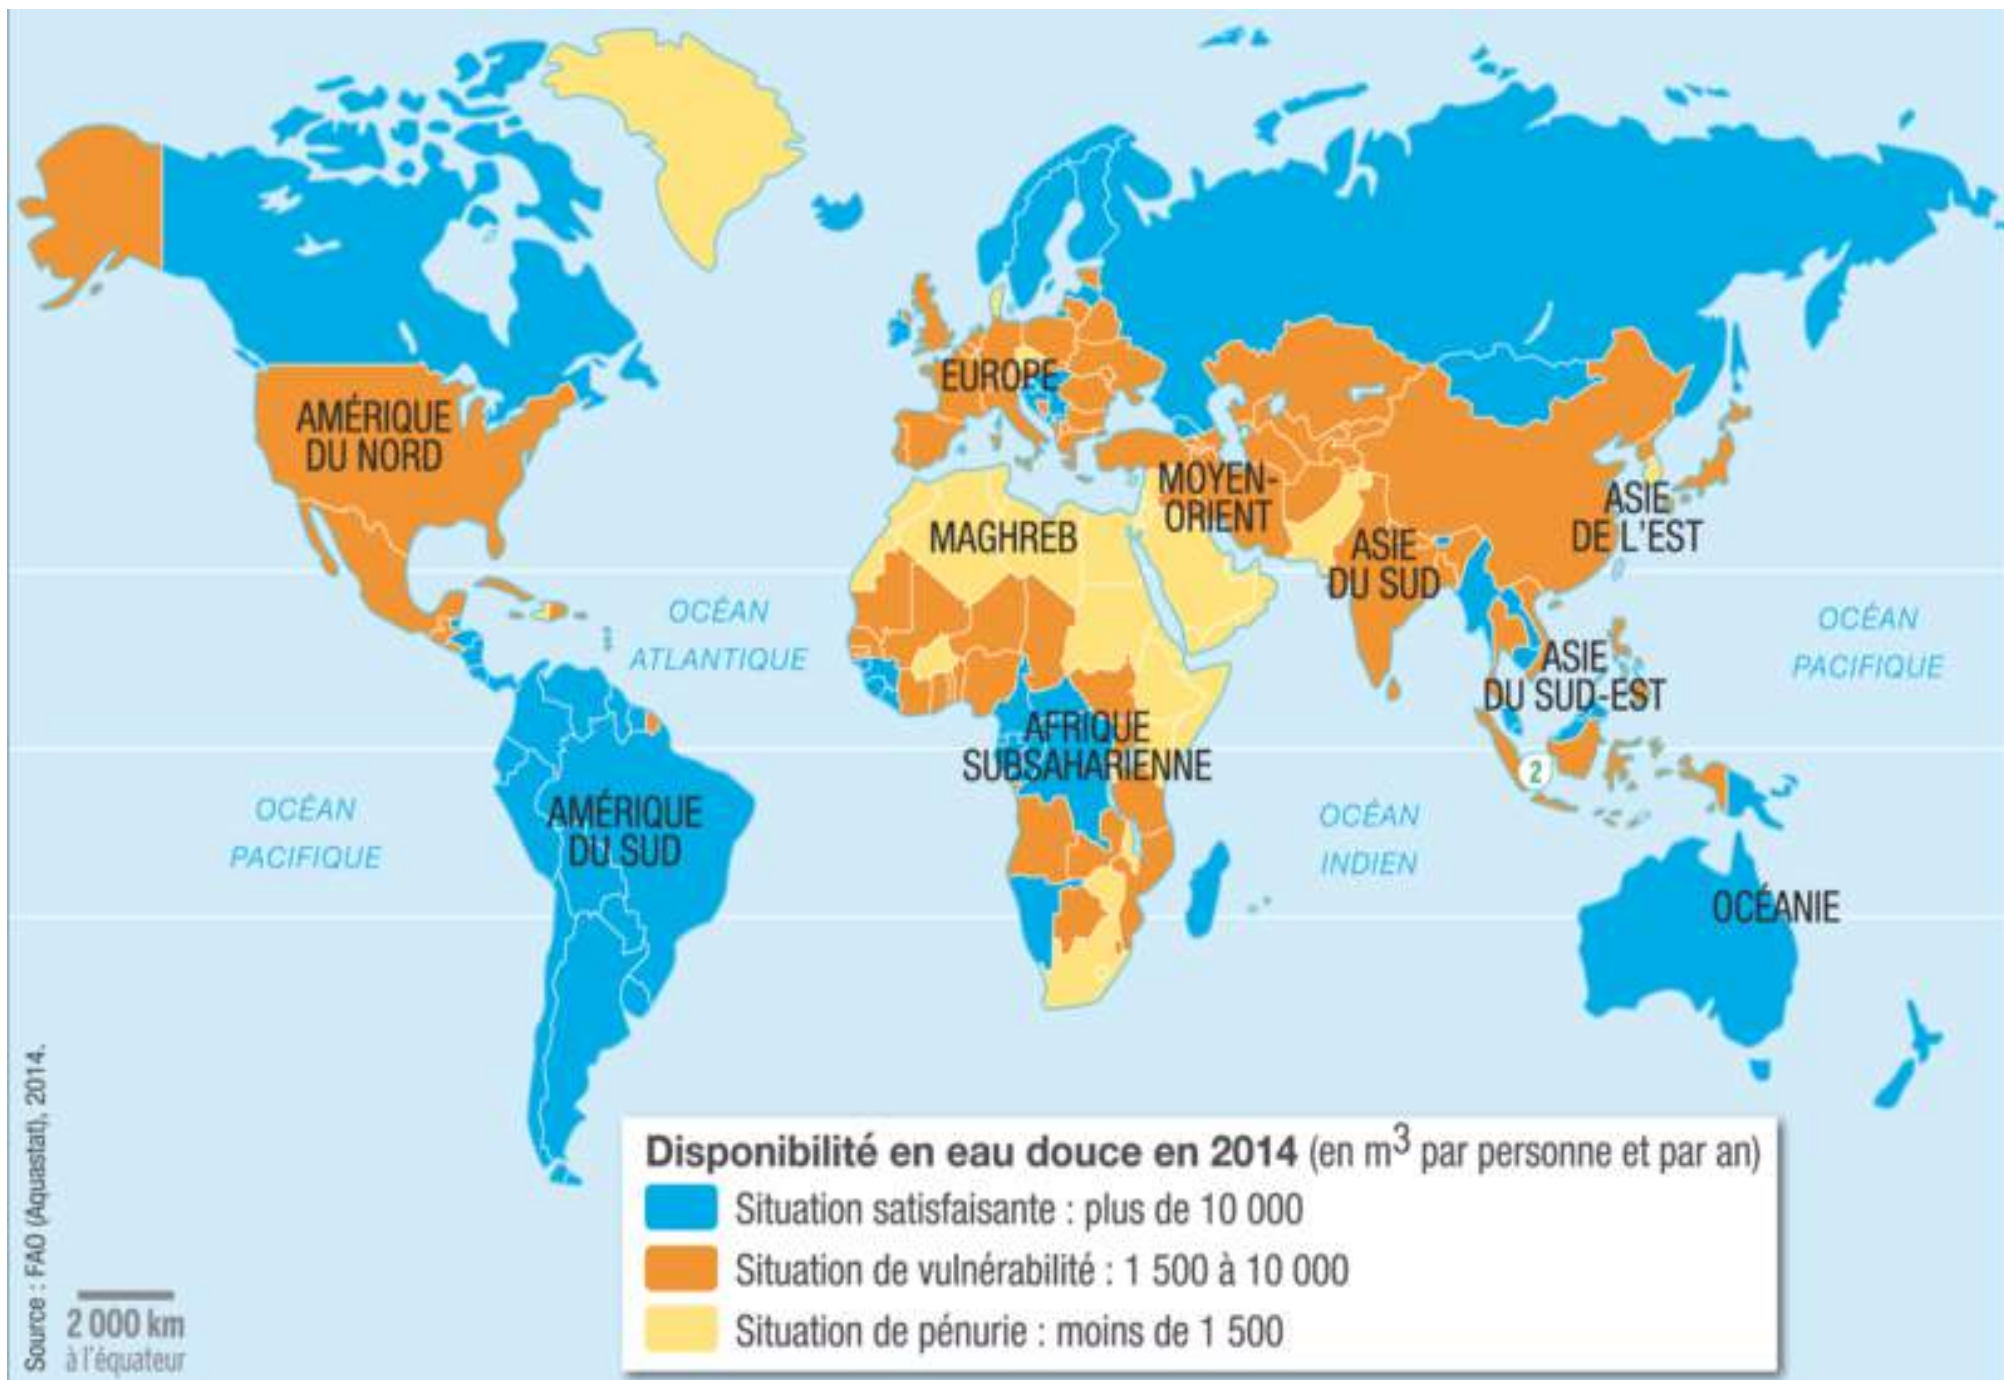 AMÉRIQUE
DU NORD
EUROPE
MOYEN-
ORIENT
MAGHREB
ASIE
DE L'EST
ASIE
DU SUD
OCÉAN
ATLANTIQUE
OCÉAN
PACIFIQUE
ASIE
DU SUD-EST
AFRIQUE
SUBSAHARIENNE
2
OCÉAN
PACIFIQUE
AMÉRIQUE
DU SUD
OCÉAN
INDIEN
OCÉANIE
Source : FAO (Aquastat), 2014.
2 000 km
à l'équateur
Disponibilité en eau douce en 2014 (en m³ par personne et par an)
Situation satisfaisante : plus de 10 000
Situation de vulnérabilité : 1 500 à 10 000
Situation de pénurie : moins de 1 500